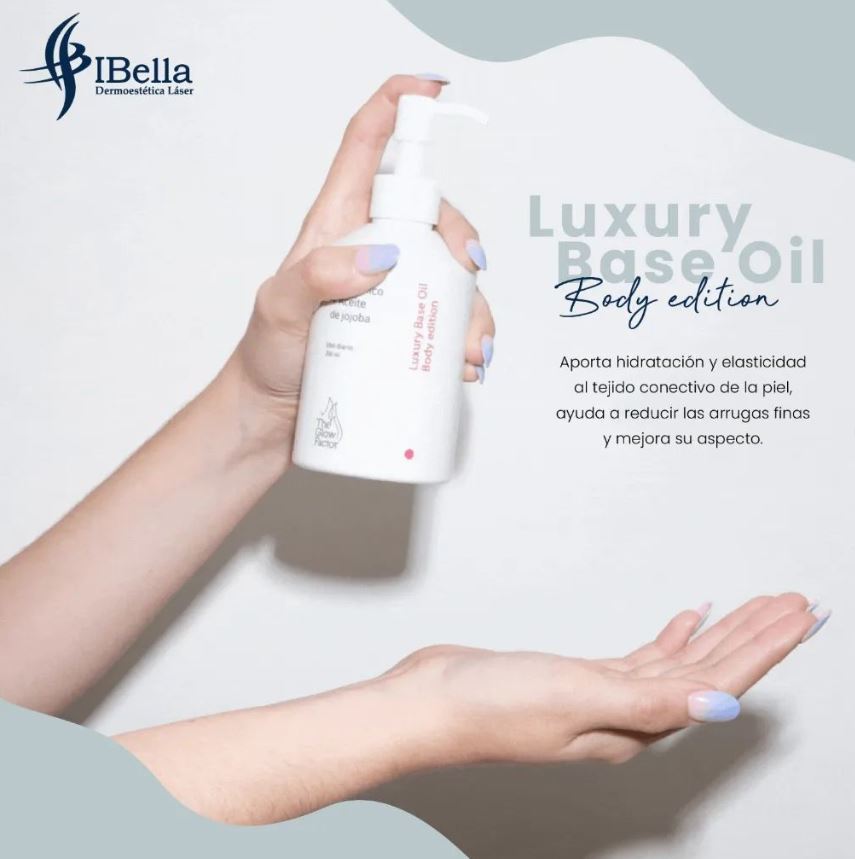 IBella
Dermoestética Láser
Luxury
Base Oil
Body edition
Aporta hidratación y elasticidad
al tejido conectivo de la piel,
ayuda a reducir las arrugas finas
y mejora su aspecto.
Aceite
de jojoba
Luxury Base Oil
Body edition
The
Glow
Factor